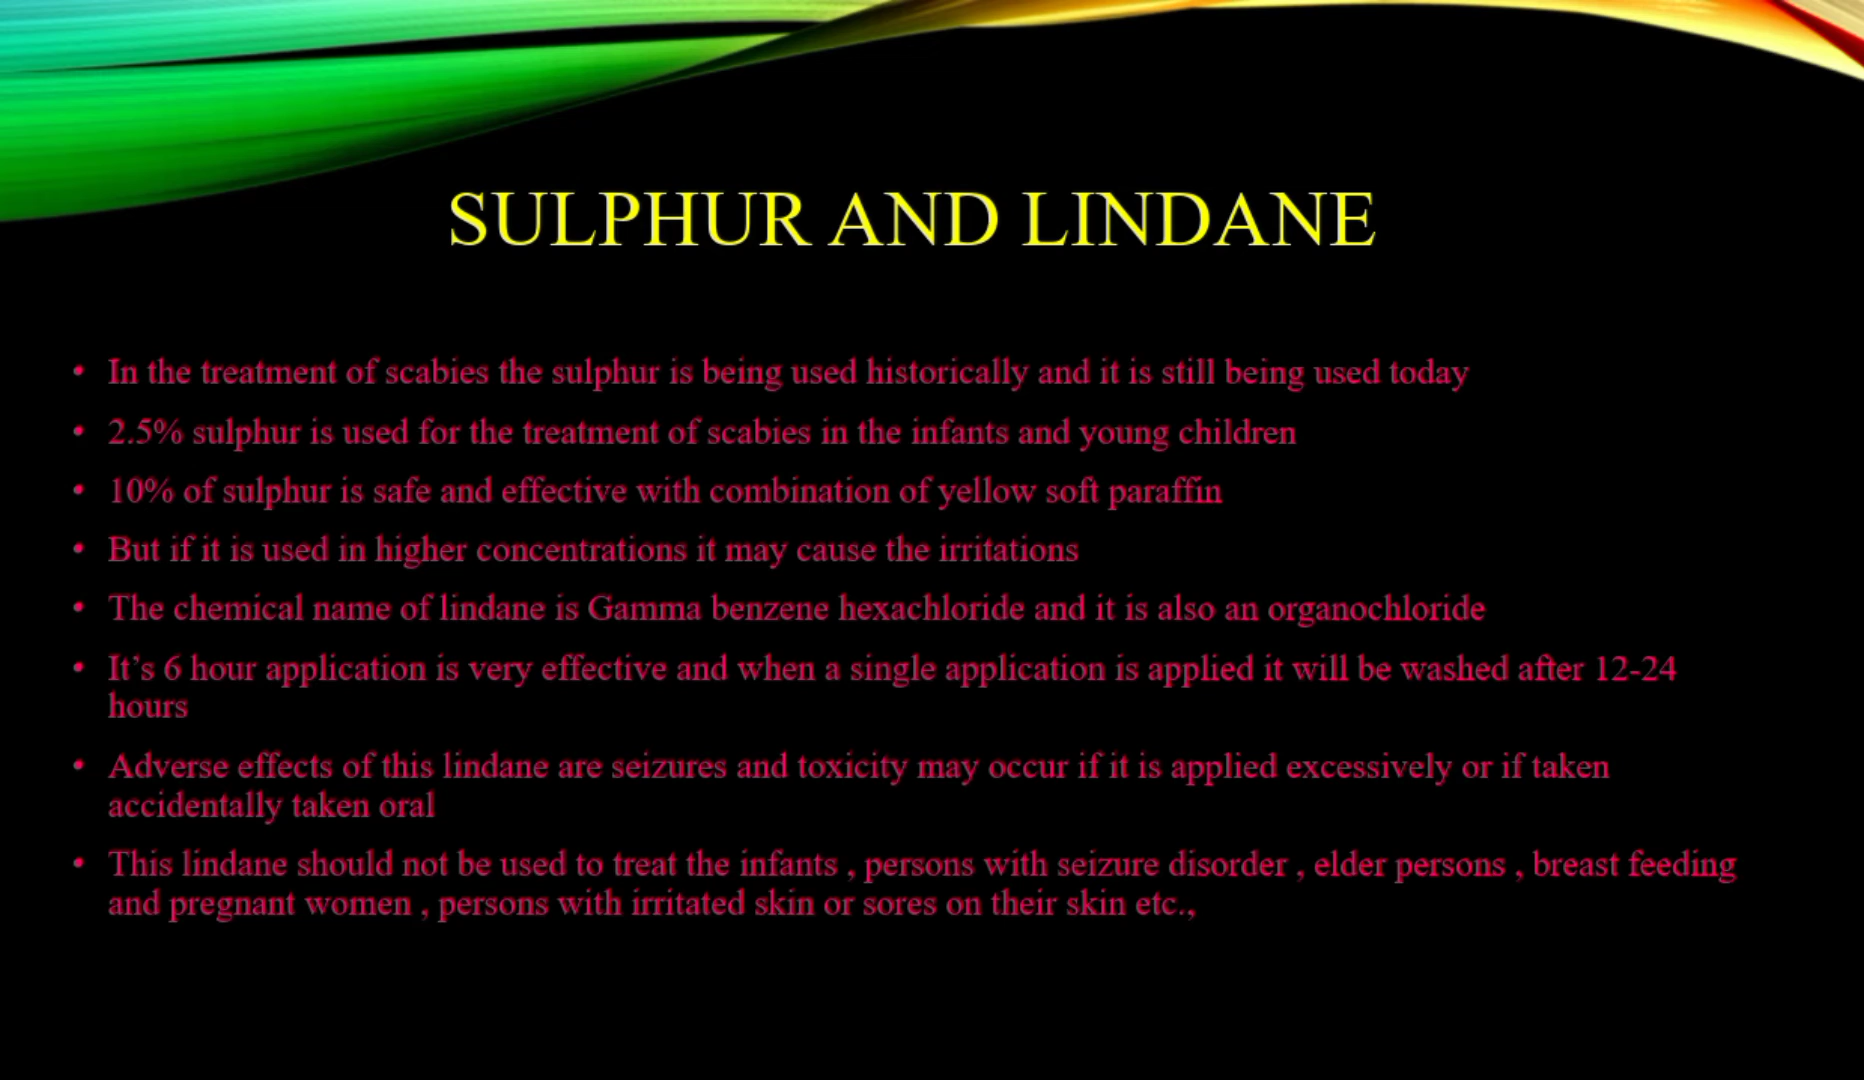 SULPHUR AND LINDANE
• In the treatment of scabies the sulphur is being used historically and it is still being used today
• 2.5% sulphur is used for the treatment of scabies in the infants and young children
• 10% of sulphur is safe and effective with combination of yellow soft paraffin
• But if it is used in higher concentrations it may cause the irritations
• The chemical name of lindane is Gamma benzene hexachloride and it is also an organochloride
• It’s 6 hour application is very effective and when a single application is applied it will be washed after 12-24
hours
• Adverse effects of this lindane are seizures and toxicity may occur if it is applied excessively or if taken
accidentally taken oral
• This lindane should not be used to treat the infants , persons with seizure disorder , elder persons , breast feeding
and pregnant women , persons with irritated skin or sores on their skin etc.,